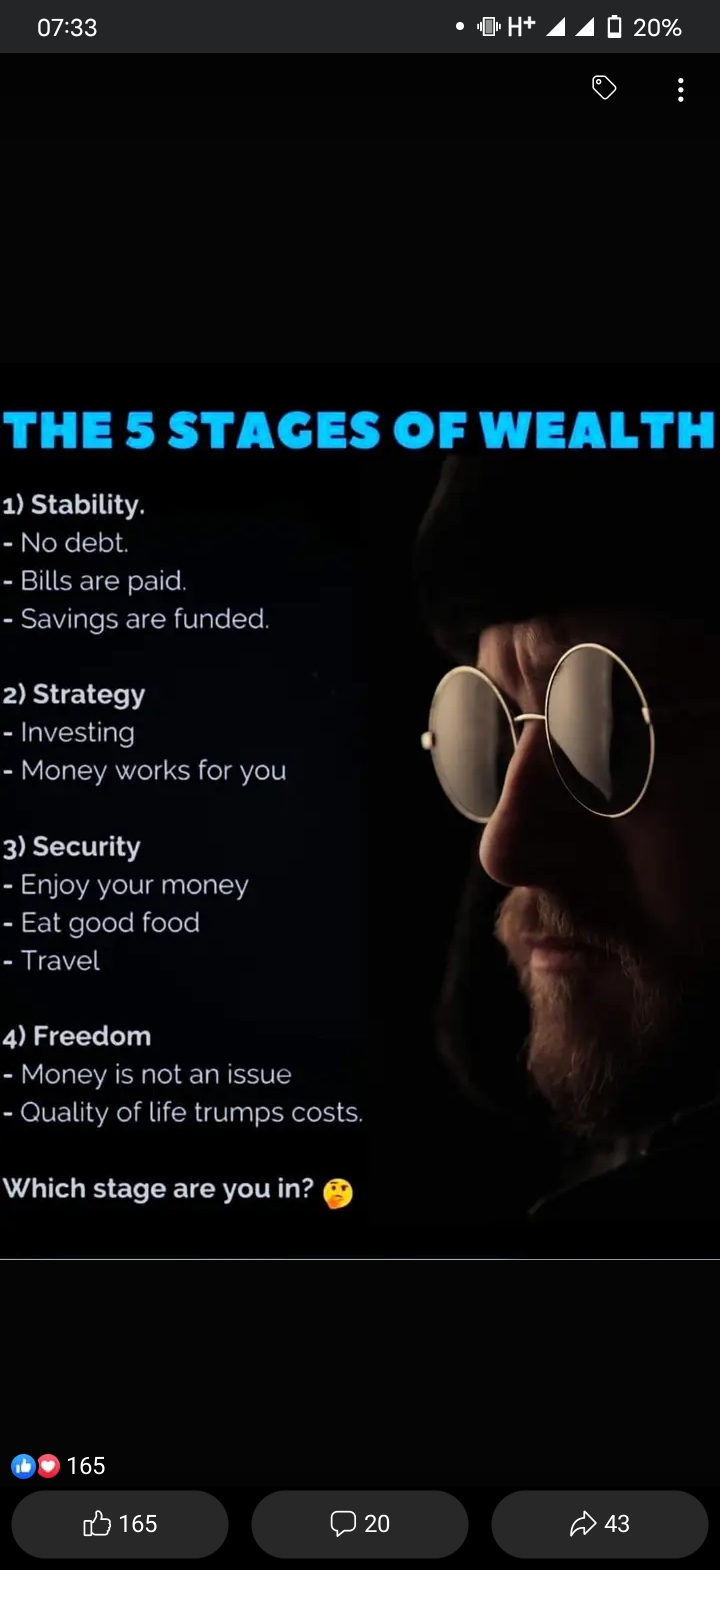 07:33
H+
20%
THE 5 STAGES OF WEALTH
1) Stability.
- No debt.
- Bills are paid.
- Savings are funded.
2) Strategy
- Investing
- Money works for you
3) Security
- Enjoy your money
- Eat good food
- Travel
4) Freedom
- Money is not an issue
- Quality of life trumps costs.
Which stage are you in? 🤔
165
165
20
43